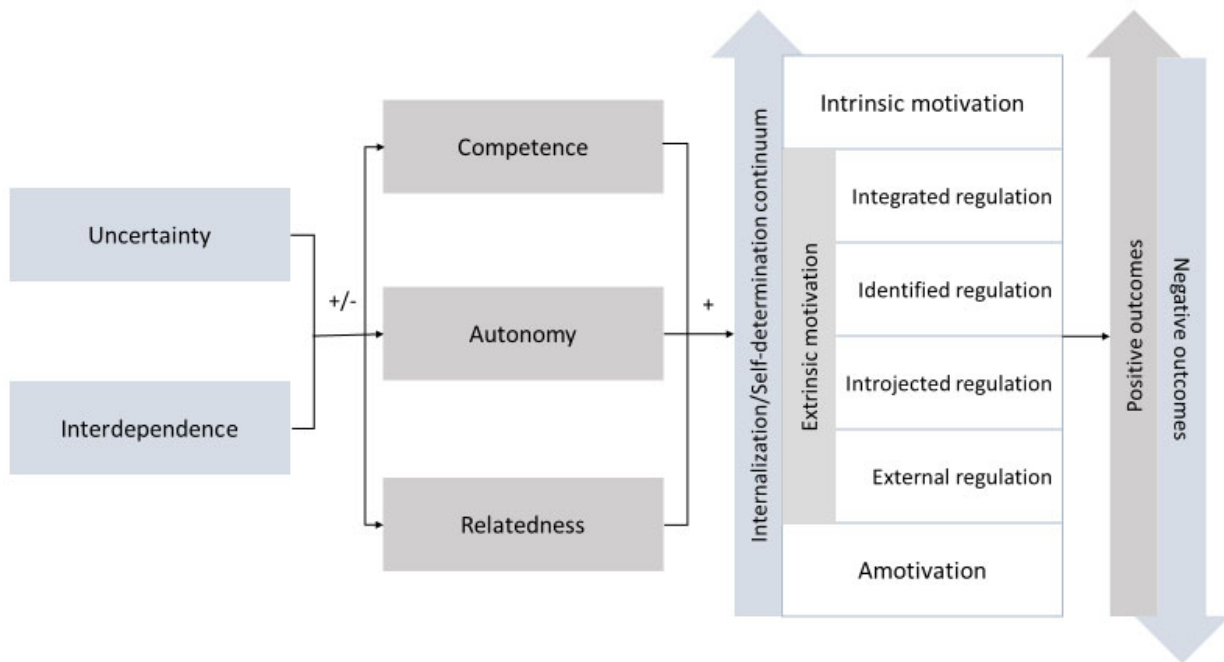 Uncertainty
Interdependence
+/-
Competence
Autonomy
Relatedness
+
Internalization/Self-determination continuum
Extrinsic motivation
Intrinsic motivation
Integrated regulation
Identified regulation
Introjected regulation
External regulation
Amotivation
Positive outcomes
Negative outcomes